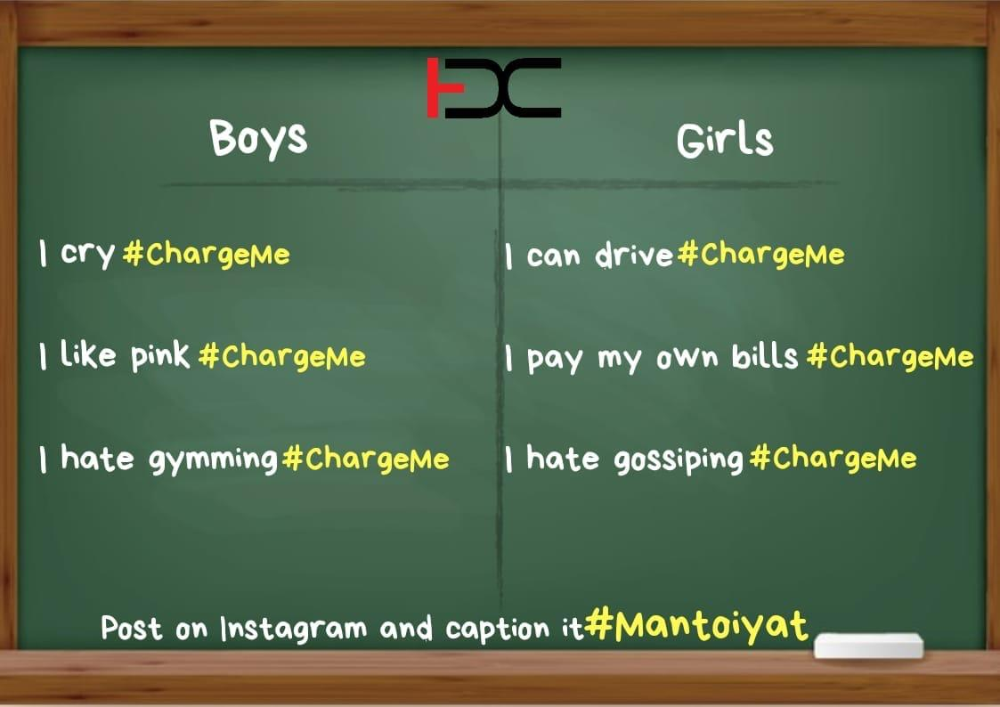 EDC
Boys
Girls
I cry #ChargeMe
I can drive #ChargeMe
I like pink #ChargeMe
I pay my own bills #ChargeMe
I hate gymming #ChargeMe
I hate gossiping #ChargeMe
Post on Instagram and caption it #Mantoiyat